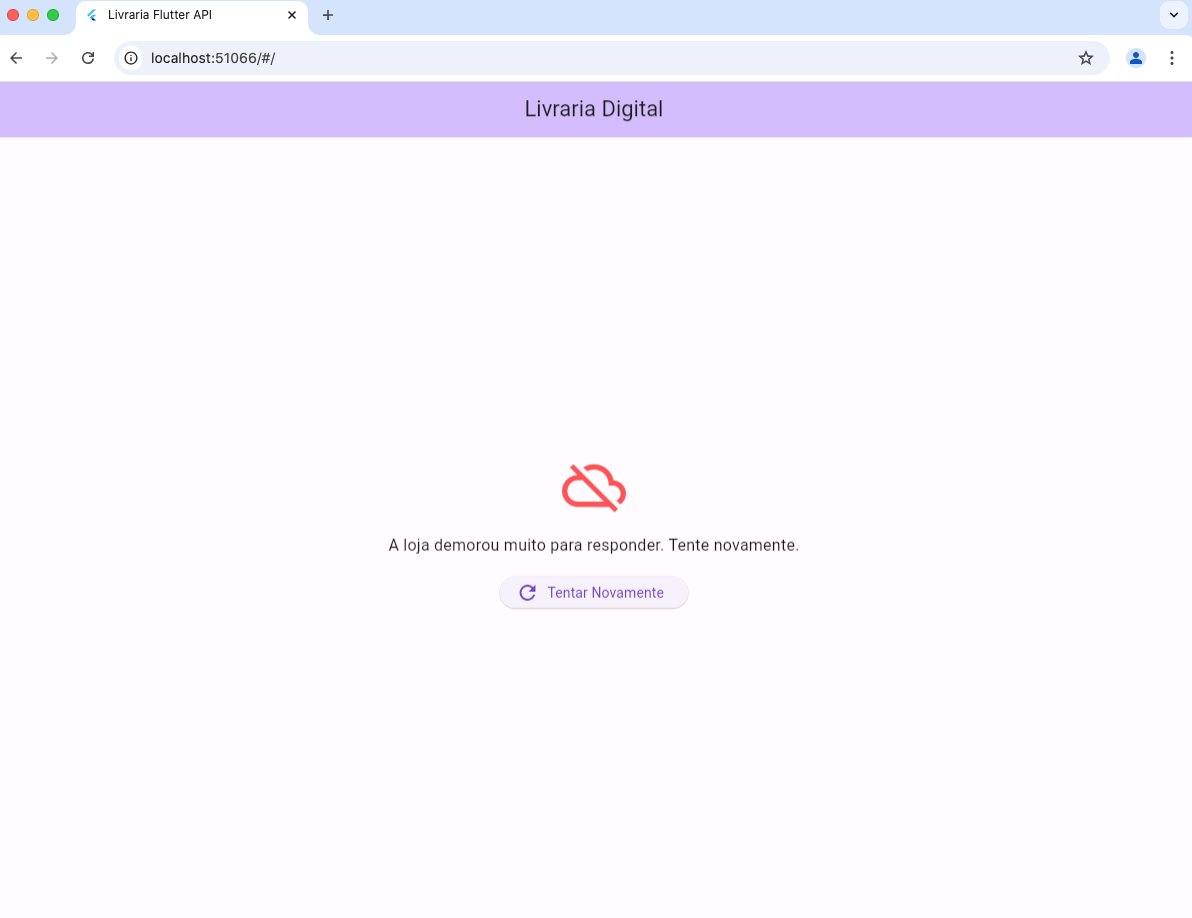 Livraria Flutter API
localhost:51066/#/
Livraria Digital
A loja demorou muito para responder. Tente novamente.
Tentar Novamente